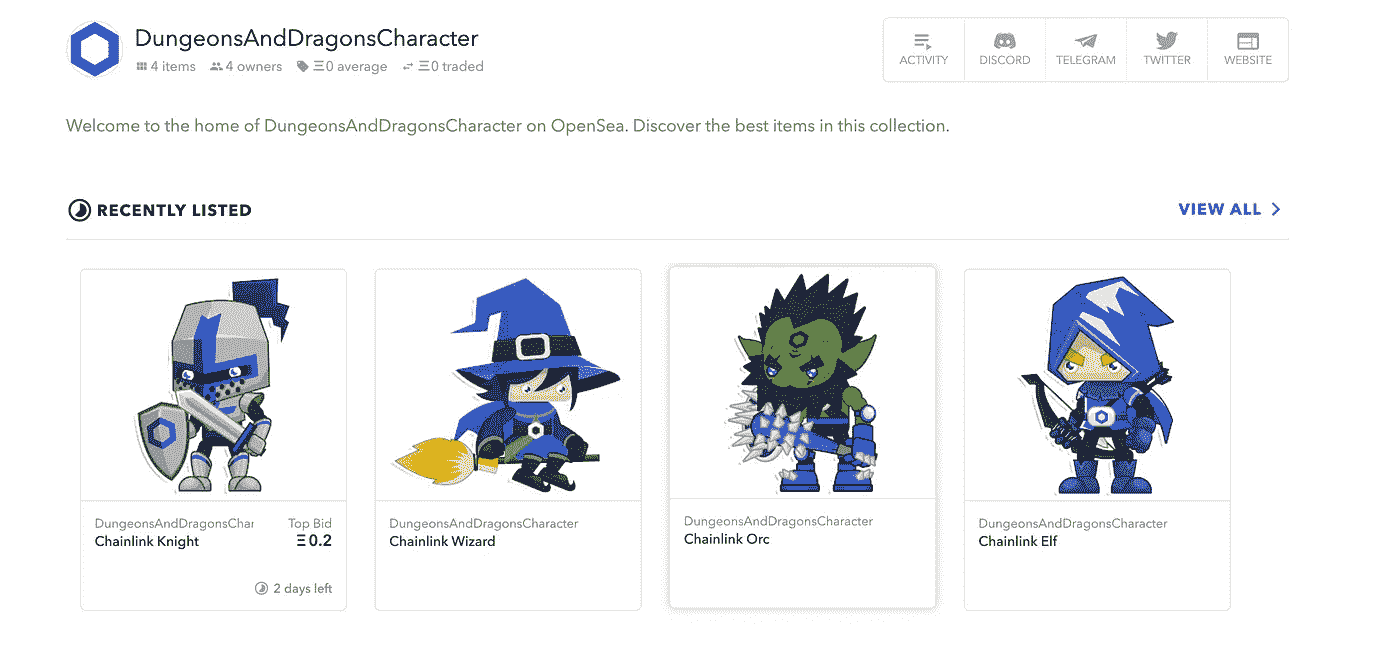 DungeonsAndDragonsCharacter
4 items 4 owners Ξ0 average Ξ0 traded
ACTIVITY DISCORD TELEGRAM TWITTER WEBSITE
Welcome to the home of DungeonsAndDragonsCharacter on OpenSea. Discover the best items in this collection.
RECENTLY LISTED
VIEW ALL
DungeonsAndDragonsChar Top Bid
Chainlink Knight Ξ0.2
2 days left
DungeonsAndDragonsCharacter
Chainlink Wizard
DungeonsAndDragonsCharacter
Chainlink Orc
DungeonsAndDragonsCharacter
Chainlink Elf